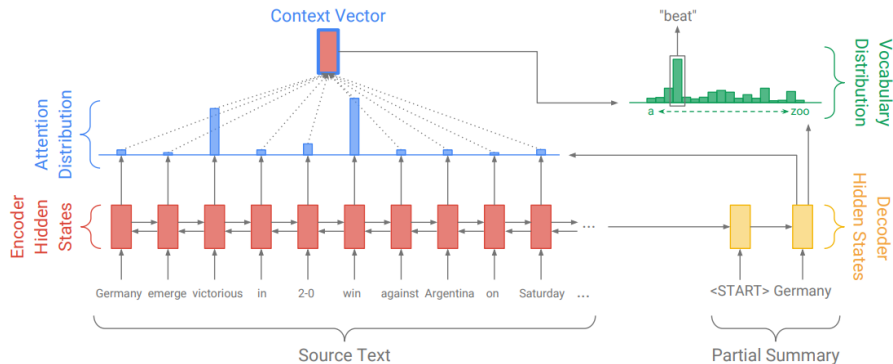 Context Vector
"beat"
Vocabulary
Distribution
a
zoo
Attention
Distribution
Encoder
Hidden
States
Decoder
Hidden States
...
Germany emerge victorious in 2-0 win against Argentina on Saturday ...
<START> Germany
Source Text
Partial Summary